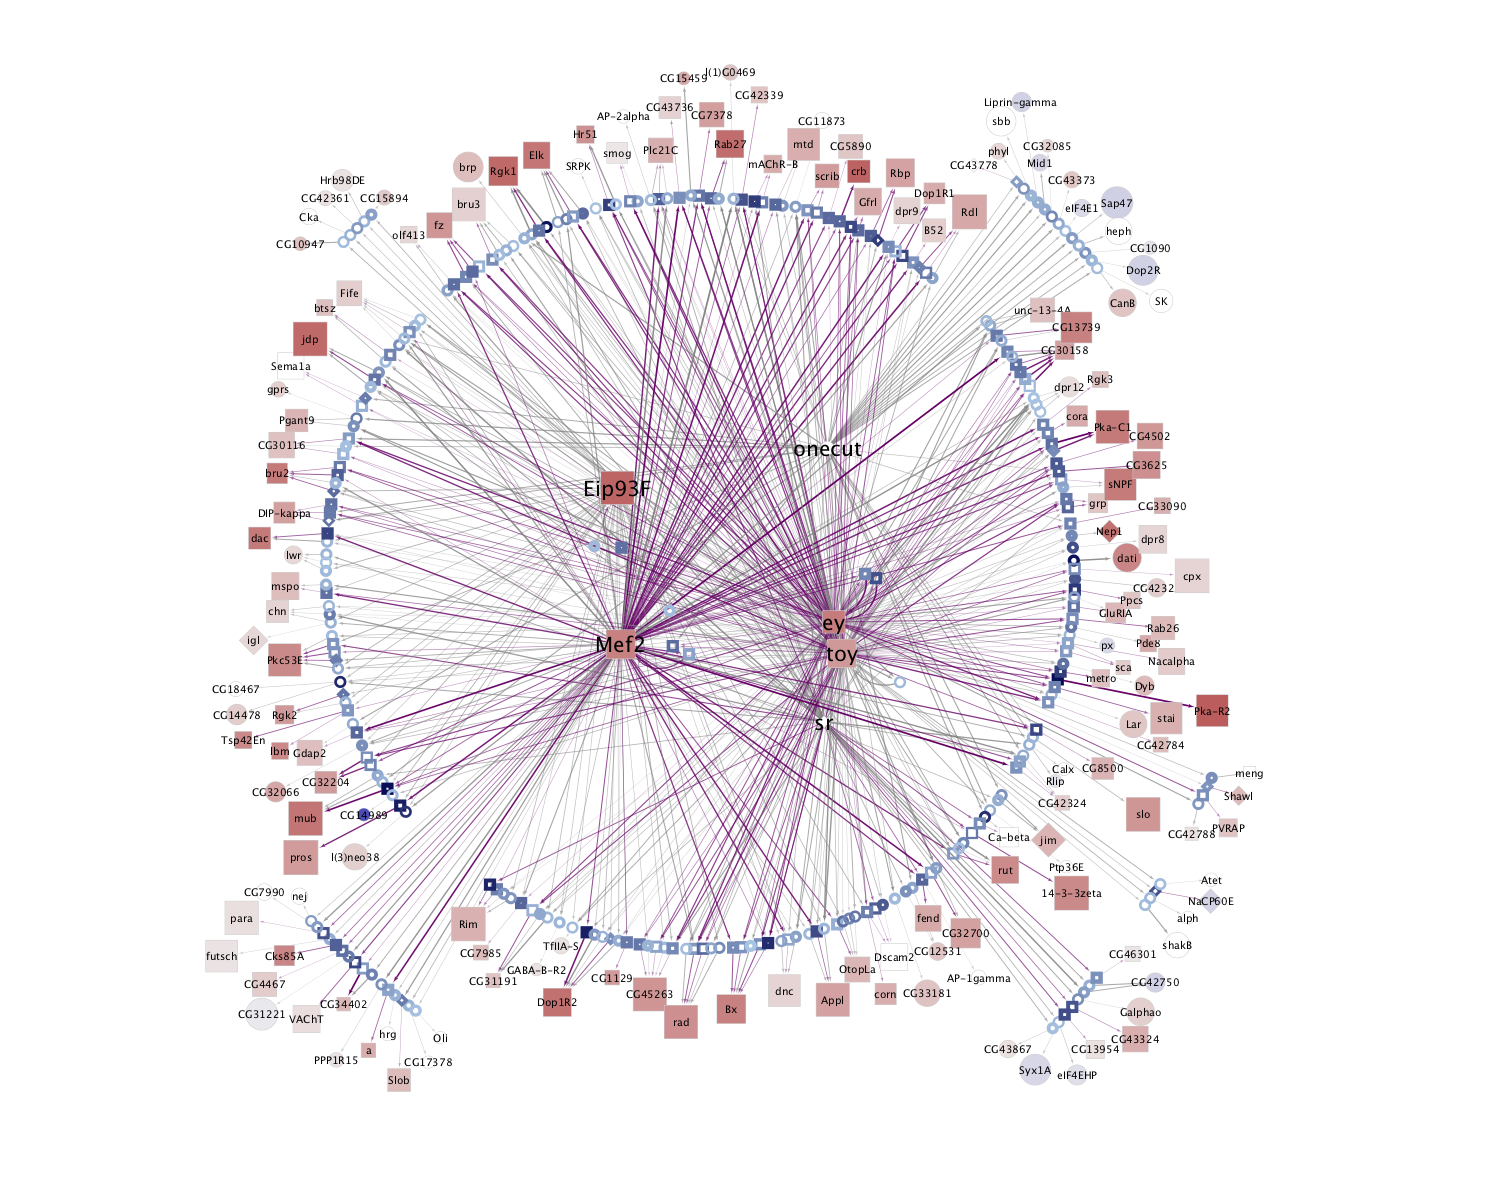 CG15459
l(1)G0469
CG42339
CG43736
AP-2alpha
CG7378
CG11873
Hr51
Elk
SRPK
smog
Plc21C
Rab27
mAChR-B
mtd
CG5890
scrib
crb
Rbp
brp
Rgk1
bru3
fz
olf413
Gfrl
dpr9
Dop1R1
B52
Rdl
Hrb98DE
CG42361
CG15894
Cka
CG10947
Liprin-gamma
sbb
phyl
CG32085
Mid1
CG43778
CG43373
eIF4E1
Sap47
heph
CG1090
Dop2R
CanB
SK
Fife
btsz
jdp
Sema1a
gprs
Pgant9
CG30116
bru2
DIP-kappa
dac
lwr
mspo
chn
igl
Pkc53E
CG18467
CG14478
Rgk2
Tsp42En
lbm
Gdap2
CG32066
CG32204
mub
CG14989
pros
l(3)neo38
unc-13-4A
CG13739
CG30158
dpr12
Rgk3
cora
Pka-C1
CG4502
CG3625
sNPF
grp
CG33090
Nep1
dpr8
dati
cpx
CG4232
Ppcs
GluRIA
Rab26
px
Pde8
Nacalpha
sca
metro
Dyb
Pka-R2
Lar
stai
CG42784
onecut
Eip93F
ey
Mef2
toy
sr
Calx
CG8500
Rlip
CG42324
slo
Ca-beta
jim
Ptp36E
rut
14-3-3zeta
meng
Shawl
PVRAP
CG42788
Atet
NaCP60E
alph
shakB
CG7990
nej
para
futsch
Cks85A
CG4467
CG31221
VAChT
CG34402
hrg
Oli
PPP1R15
a
CG17378
Slob
Rim
CG7985
TfIIA-S
GABA-B-R2
CG31191
Dop1R2
CG1129
CG45263
rad
Bx
dnc
Appl
OtopLa
corn
Dscam2
CG33181
CG12531
fend
CG32700
AP-1gamma
CG46301
CG42750
Galphao
CG43324
CG13954
CG43867
Syx1A
eIF4EHP